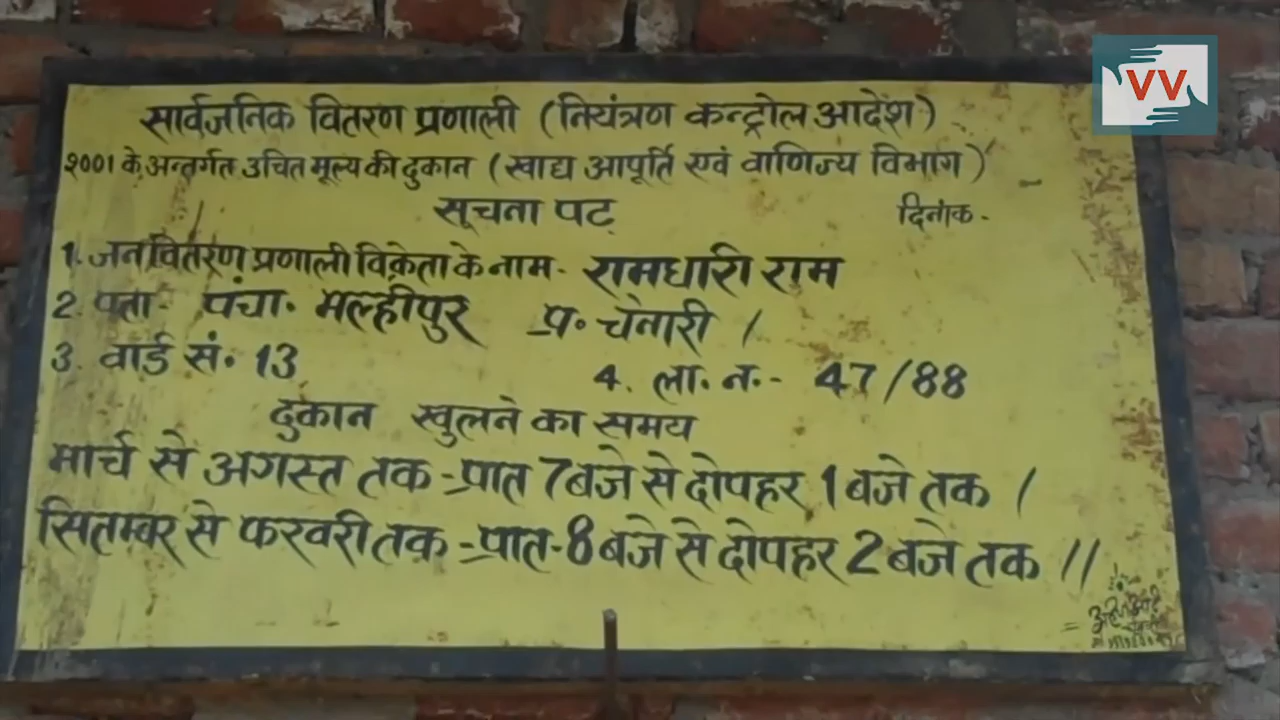 VV
सार्वजनिक वितरण प्रणाली (नियंत्रण कन्ट्रोल आदेश)
२००1 के अन्तर्गत उचित मूल्य की दुकान (खाद्य आपूर्ति एवं वाणिज्य विभाग)
सूचना पट
दिनांक.
1. जन वितरण प्रणाली विक्रेता के नाम- रामधारी राम
2. पता- पंचा. मल्हीपुर प्र. चेनारी /
3. वार्ड सं. 13
4. ला. न.- 47/88
दुकान खुलने का समय
मार्च से अगस्त तक-प्रात 7 बजे से दोपहर 1 बजे तक /
सितम्बर से फरवरी तक-प्रात-8 बजे से दोपहर 2 बजे तक //